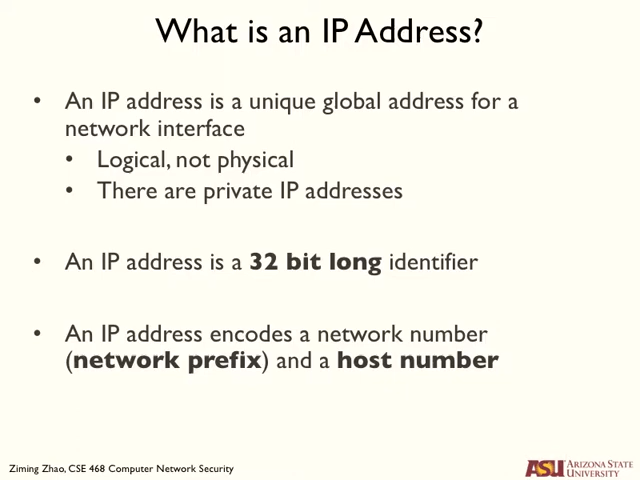 What is an IP Address?
• An IP address is a unique global address for a
network interface
• Logical, not physical
• There are private IP addresses
• An IP address is a 32 bit long identifier
• An IP address encodes a network number
(network prefix) and a host number
Ziming Zhao, CSE 468 Computer Network Security
ASU ARIZONA STATE
UNIVERSITY